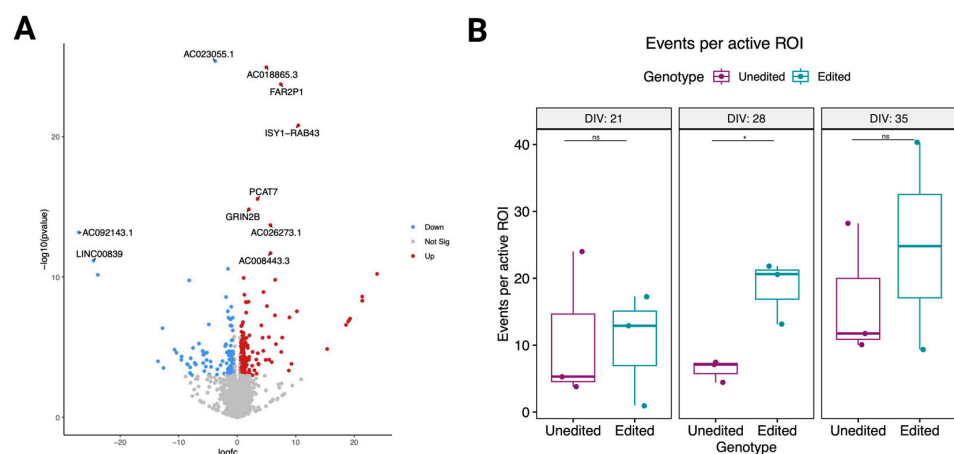 A
AC023055.1
AC018865.3
FAR2P1
ISY1−RAB43
20
PCAT7
GRIN2B
AC092143.1
AC026273.1
LINC00839
AC008443.3
−log10(pvalue)
10
0
−20
−10
0
10
20
logfc
Down
Not Sig
Up
B
Events per active ROI
Genotype Unedited Edited
DIV: 21 DIV: 28 DIV: 35
ns * ns
Events per active ROI
40
30
20
10
0
Unedited Edited Unedited Edited Unedited Edited
Genotype